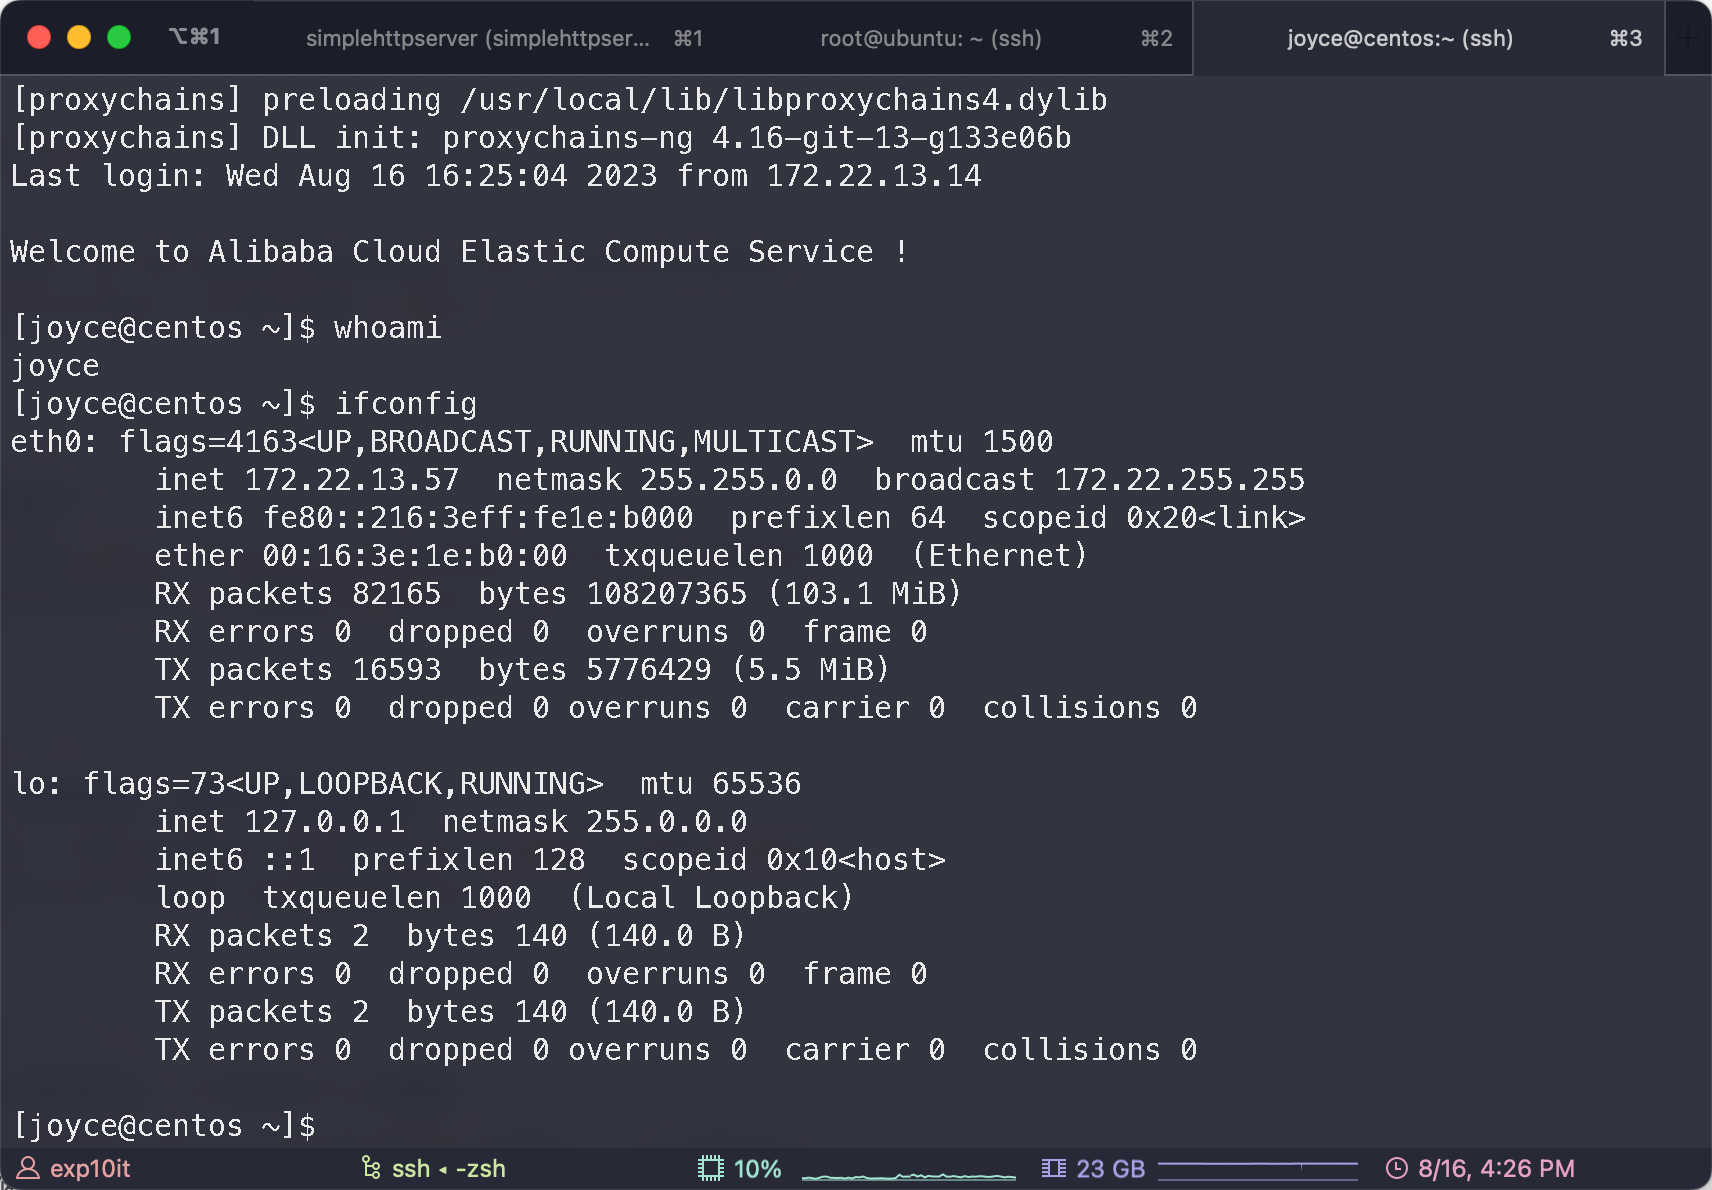 ⌥⌘1 simplehttpserver (simplehttpser... ⌘1 root@ubuntu: ~ (ssh) ⌘2 joyce@centos:~ (ssh) ⌘3 +
[proxychains] preloading /usr/local/lib/libproxychains4.dylib
[proxychains] DLL init: proxychains-ng 4.16-git-13-g133e06b
Last login: Wed Aug 16 16:25:04 2023 from 172.22.13.14
Welcome to Alibaba Cloud Elastic Compute Service !
[joyce@centos ~]$ whoami
joyce
[joyce@centos ~]$ ifconfig
eth0: flags=4163<UP,BROADCAST,RUNNING,MULTICAST>  mtu 1500
        inet 172.22.13.57  netmask 255.255.0.0  broadcast 172.22.255.255
        inet6 fe80::216:3eff:fe1e:b000  prefixlen 64  scopeid 0x20<link>
        ether 00:16:3e:1e:b0:00  txqueuelen 1000  (Ethernet)
        RX packets 82165  bytes 108207365 (103.1 MiB)
        RX errors 0  dropped 0  overruns 0  frame 0
        TX packets 16593  bytes 5776429 (5.5 MiB)
        TX errors 0  dropped 0 overruns 0  carrier 0  collisions 0
lo: flags=73<UP,LOOPBACK,RUNNING>  mtu 65536
        inet 127.0.0.1  netmask 255.0.0.0
        inet6 ::1  prefixlen 128  scopeid 0x10<host>
        loop  txqueuelen 1000  (Local Loopback)
        RX packets 2  bytes 140 (140.0 B)
        RX errors 0  dropped 0  overruns 0  frame 0
        TX packets 2  bytes 140 (140.0 B)
        TX errors 0  dropped 0 overruns 0  carrier 0  collisions 0
[joyce@centos ~]$
exp10it ssh ◂ -zsh 10% 23 GB 8/16, 4:26 PM